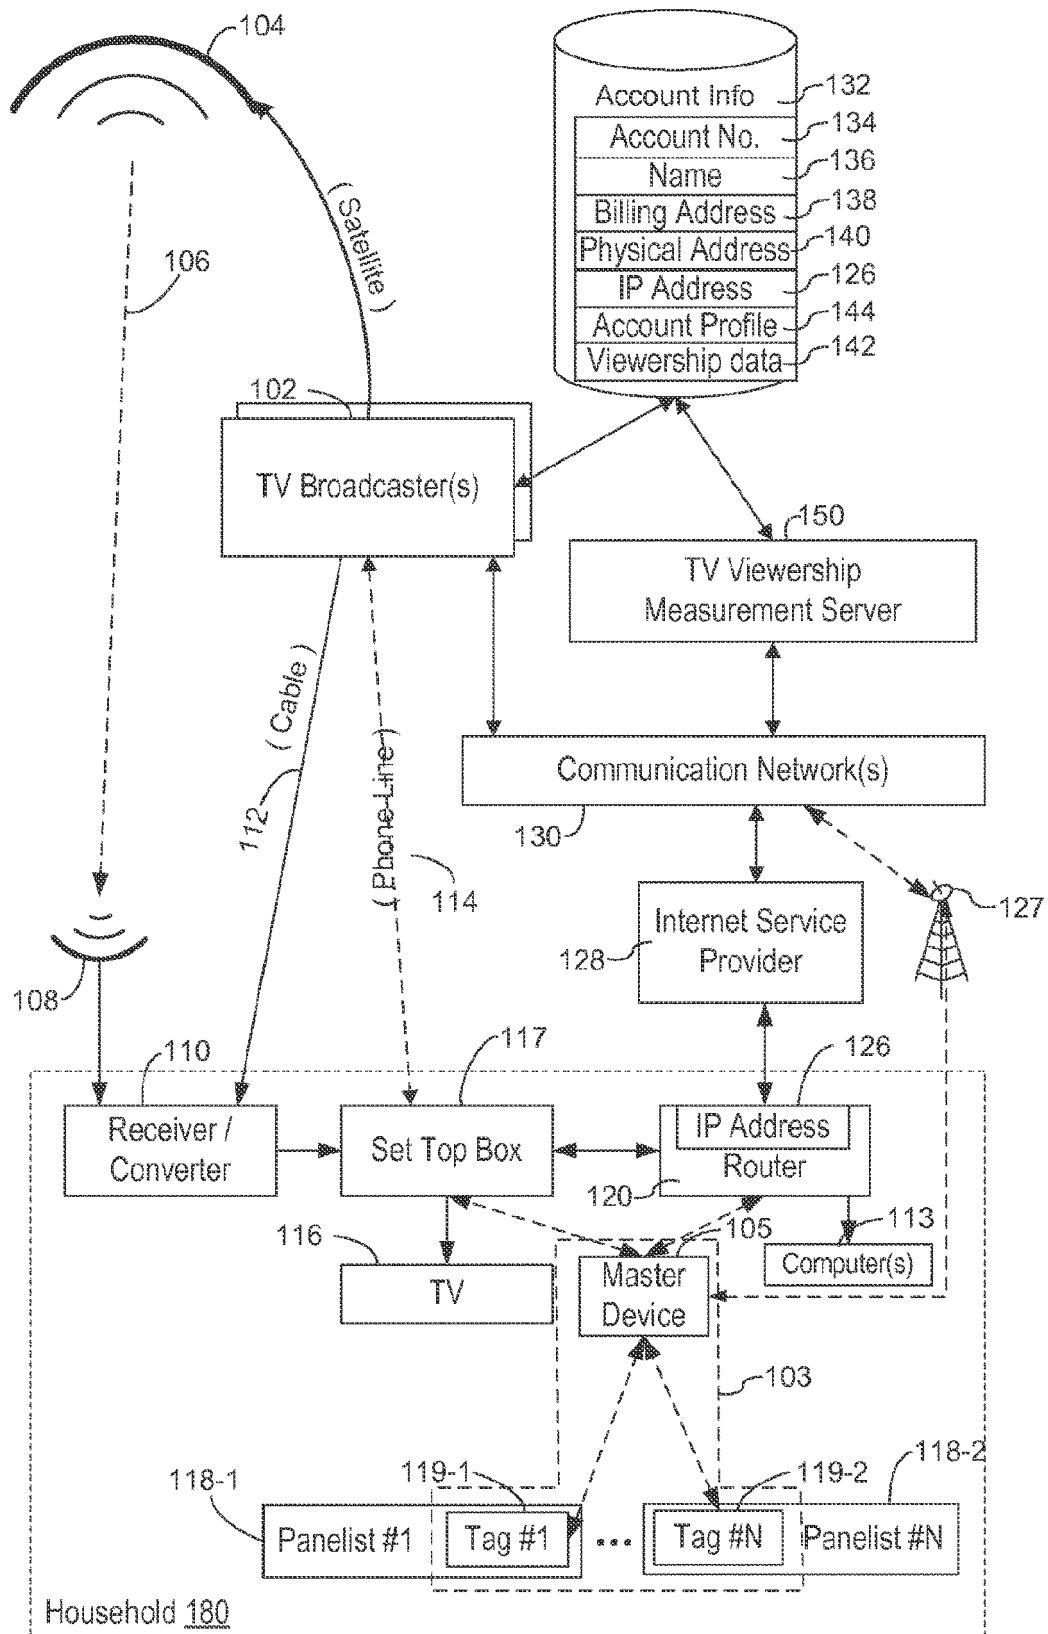 104
Account Info
132
Account No.
134
Name
136
Billing Address
138
Physical Address
140
IP Address
126
Account Profile
144
Viewership data
142
( Satellite )
106
102
TV Broadcaster(s)
150
TV Viewership
Measurement Server
( Cable )
112
( Phone Line )
114
Communication Network(s)
130
127
Internet Service
Provider
128
108
110
117
126
Receiver /
Converter
Set Top Box
IP Address
Router
120
116
105
113
TV
Master
Device
Computer(s)
103
118-1
119-1
119-2
118-2
Panelist #1
Tag #1
...
Tag #N
Panelist #N
Household 180